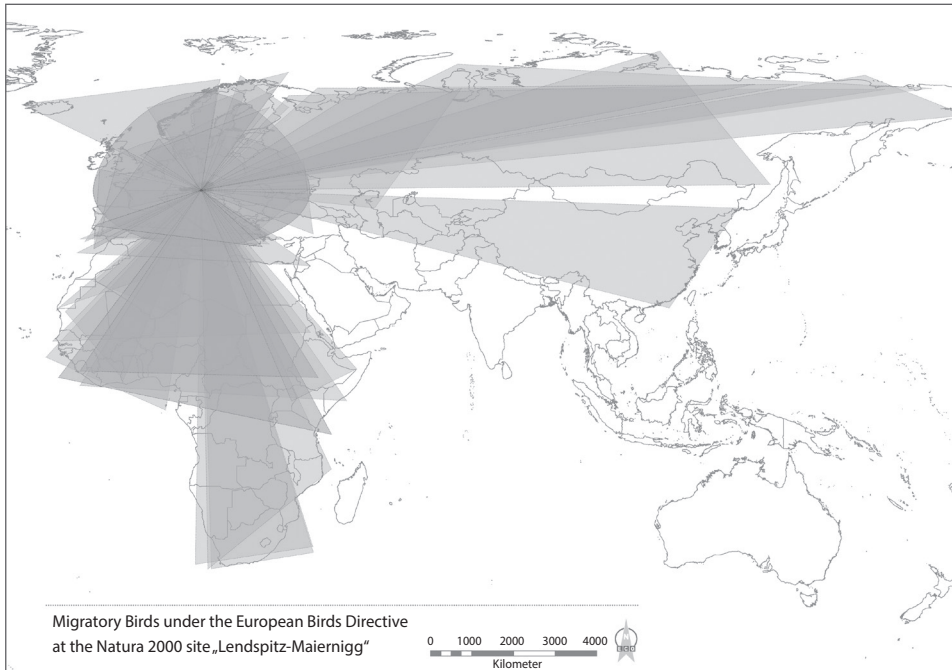 Migratory Birds under the European Birds Directive
at the Natura 2000 site „Lendspitz-Maiernigg“
0 1000 2000 3000 4000
Kilometer